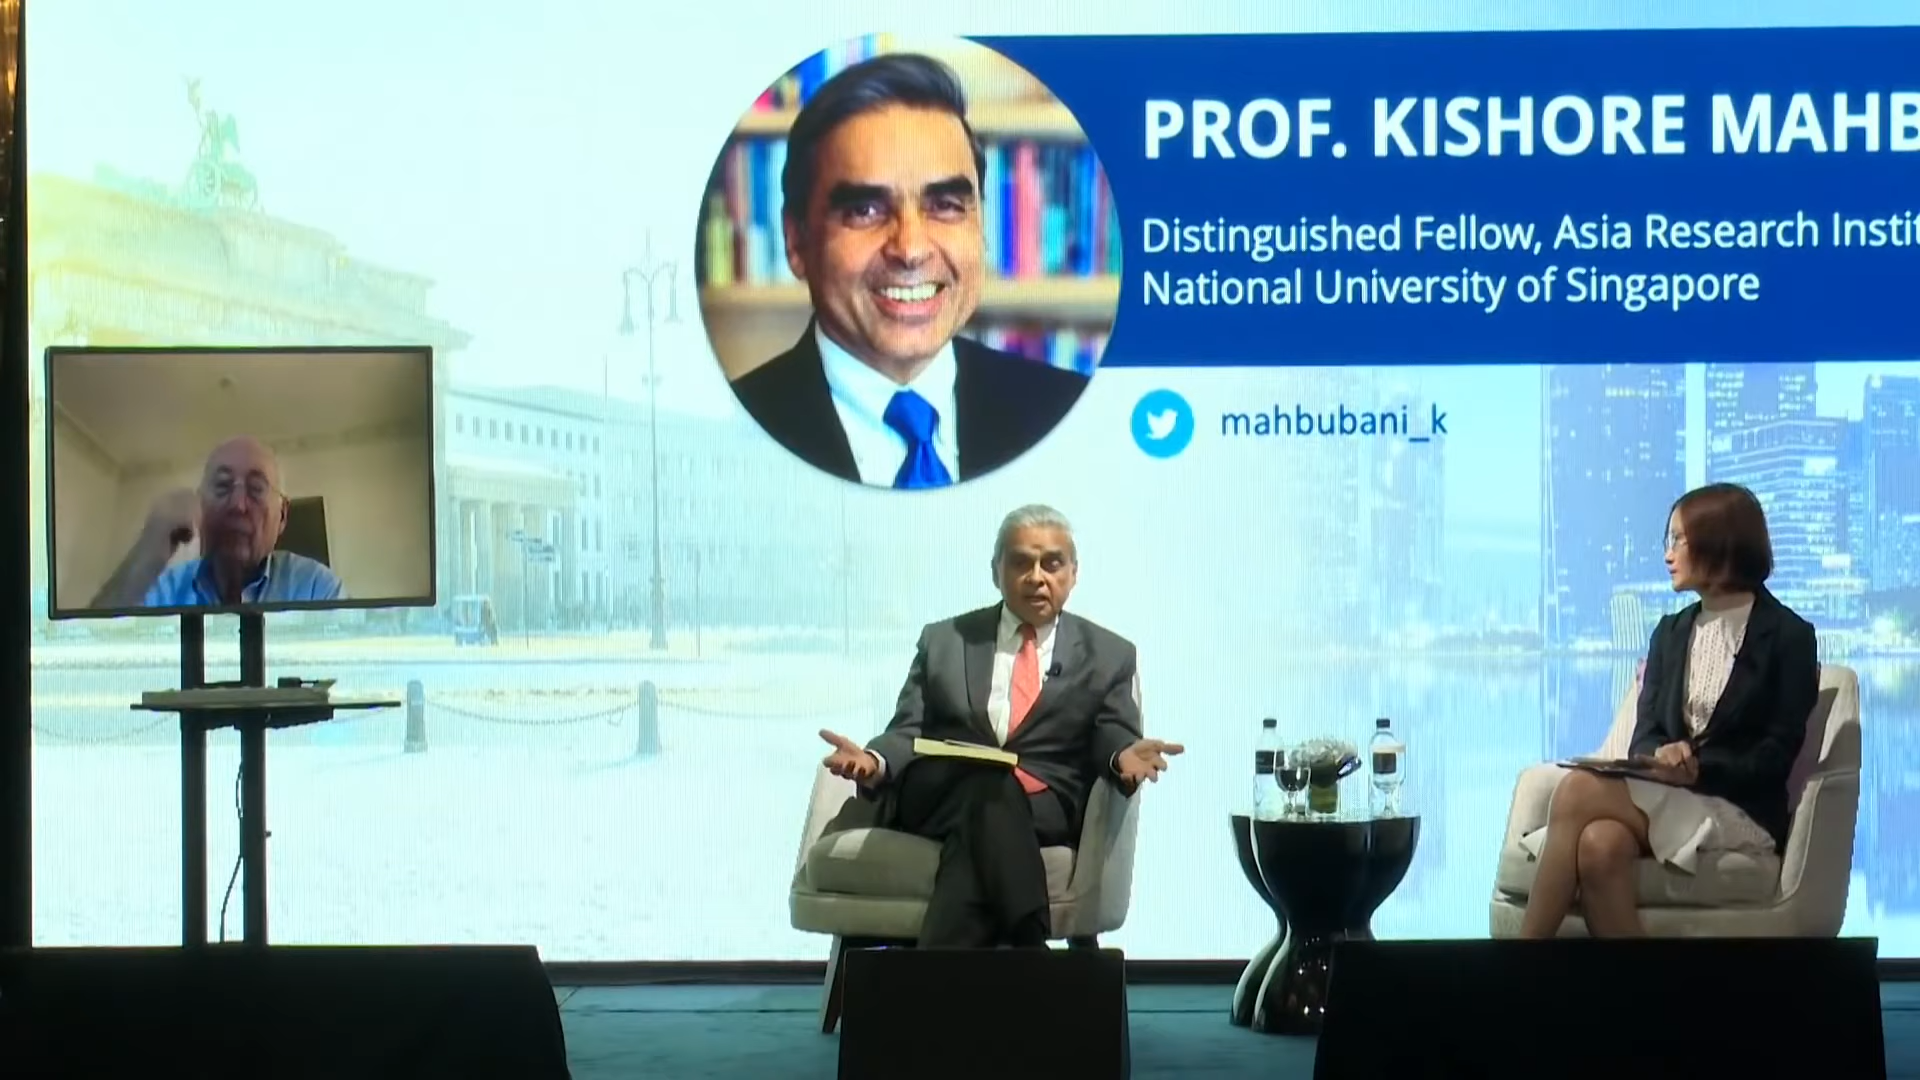 PROF. KISHORE MAHB
Distinguished Fellow, Asia Research Instit
National University of Singapore
mahbubani_k